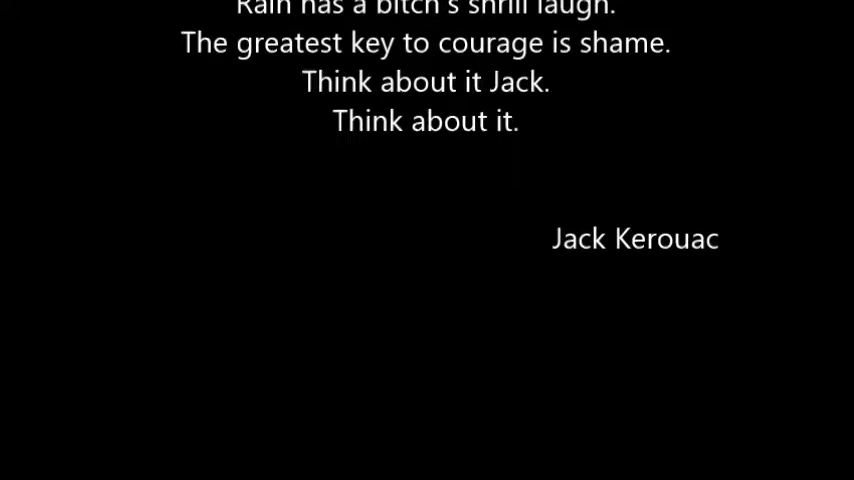 Rain has a bitch's shrill laugh.
The greatest key to courage is shame.
Think about it Jack.
Think about it.
Jack Kerouac